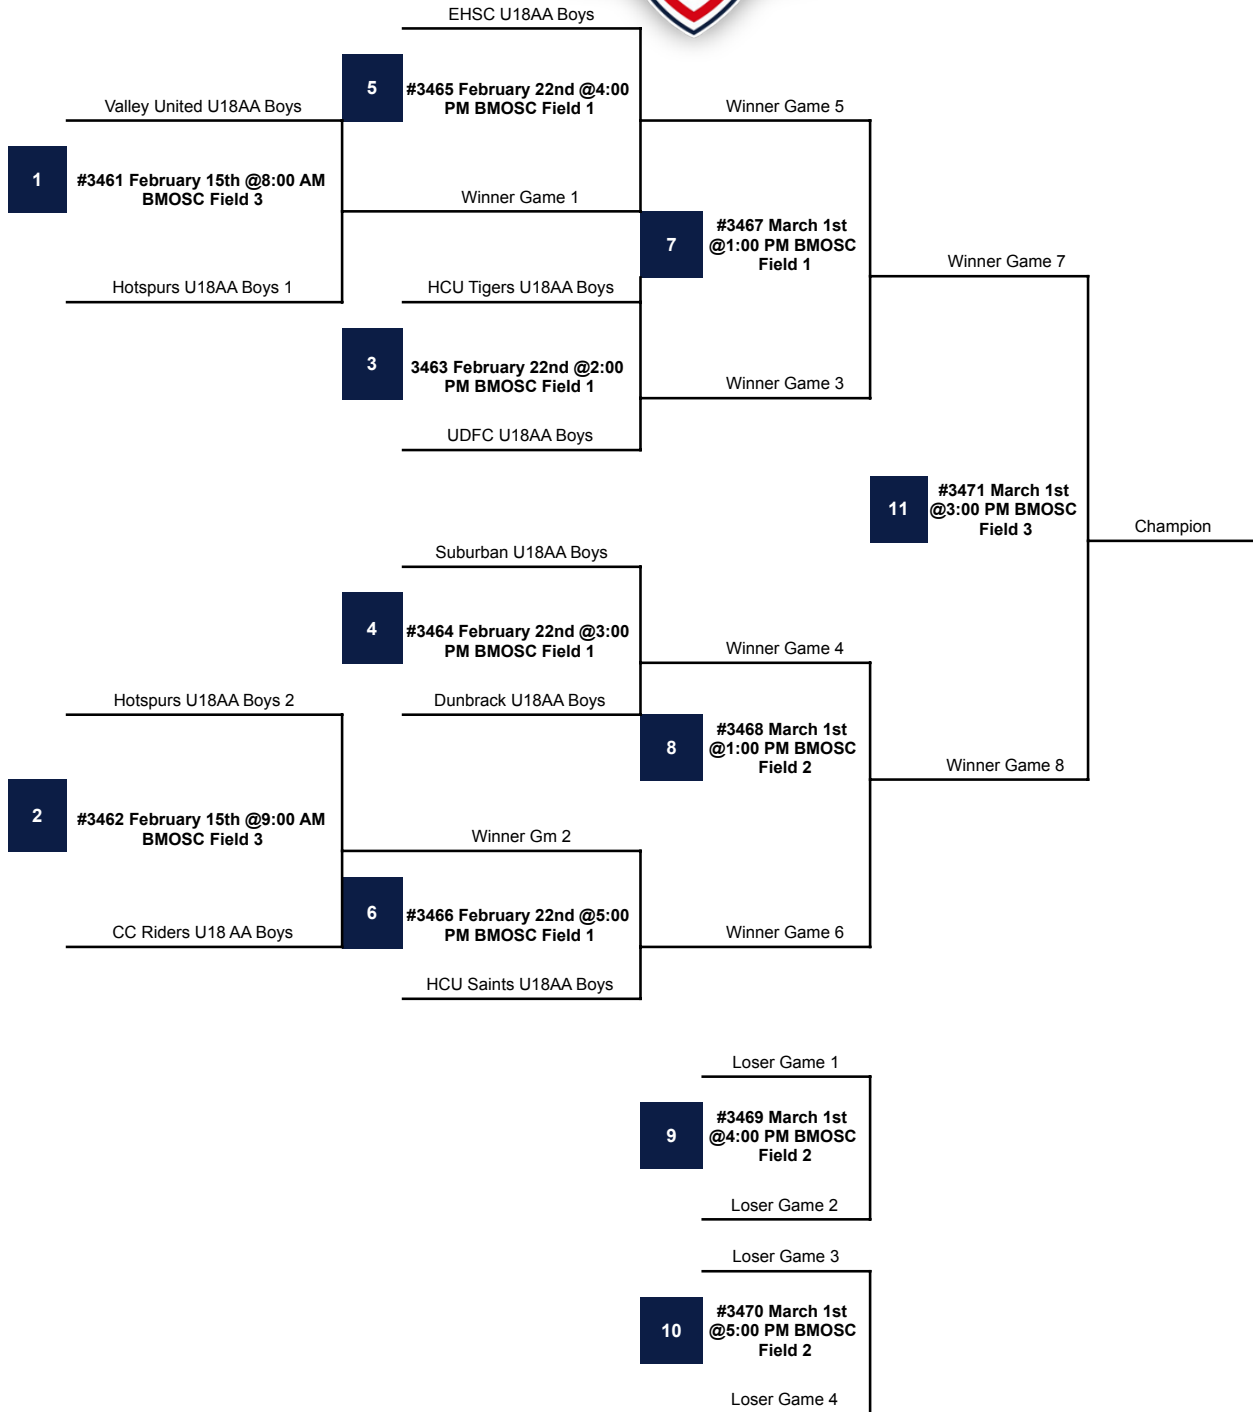 EHSC U18AA Boys
5
#3465 February 22nd @4:00
PM BMOSC Field 1
Valley United U18AA Boys
Winner Game 5
1
#3461 February 15th @8:00 AM
BMOSC Field 3
Winner Game 1
7
#3467 March 1st
@1:00 PM BMOSC
Field 1
Winner Game 7
Hotspurs U18AA Boys 1
HCU Tigers U18AA Boys
3
3463 February 22nd @2:00
PM BMOSC Field 1
Winner Game 3
UDFC U18AA Boys
11
#3471 March 1st
@3:00 PM BMOSC
Field 3
Champion
Suburban U18AA Boys
4
#3464 February 22nd @3:00
PM BMOSC Field 1
Winner Game 4
Hotspurs U18AA Boys 2
Dunbrack U18AA Boys
8
#3468 March 1st
@1:00 PM BMOSC
Field 2
Winner Game 8
2
#3462 February 15th @9:00 AM
BMOSC Field 3
Winner Gm 2
6
#3466 February 22nd @5:00
PM BMOSC Field 1
CC Riders U18 AA Boys
Winner Game 6
HCU Saints U18AA Boys
Loser Game 1
9
#3469 March 1st
@4:00 PM BMOSC
Field 2
Loser Game 2
Loser Game 3
10
#3470 March 1st
@5:00 PM BMOSC
Field 2
Loser Game 4